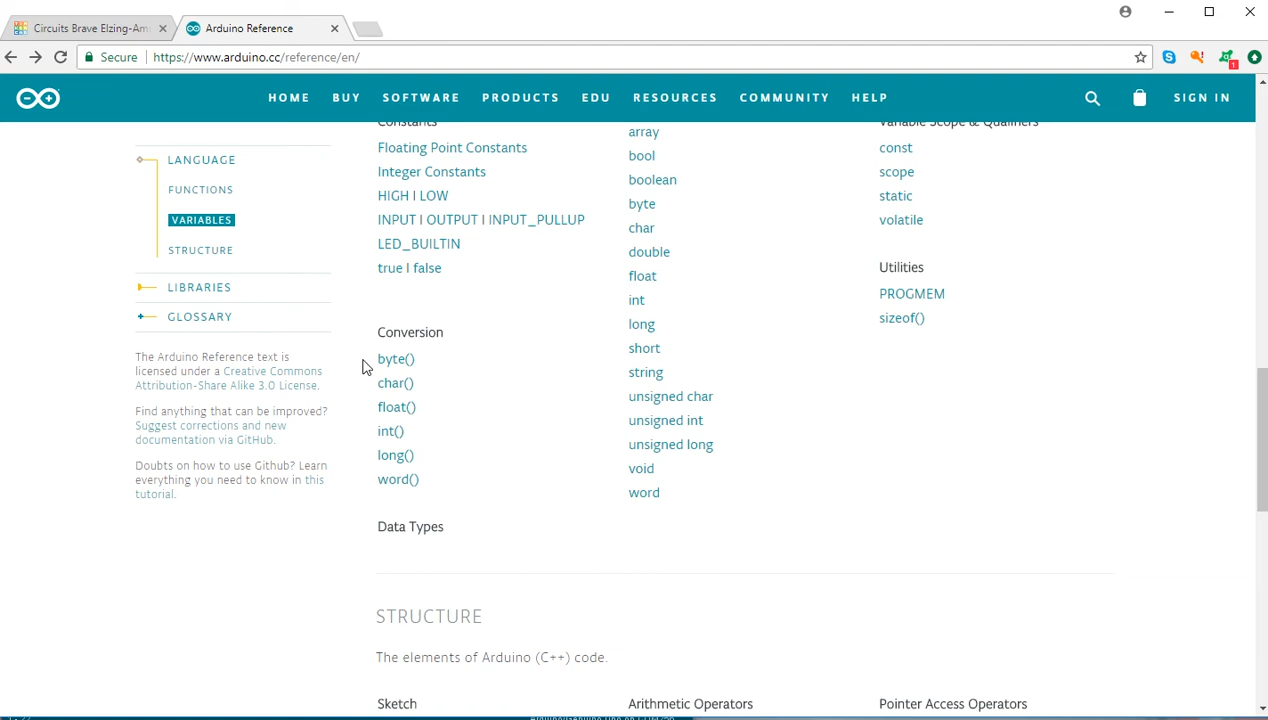 Circuits Brave Elzing-Am
Arduino Reference
Secure
https://www.arduino.cc/reference/en/
1
HOME BUY SOFTWARE PRODUCTS EDU RESOURCES COMMUNITY HELP SIGN IN
LANGUAGE
FUNCTIONS
VARIABLES
STRUCTURE
LIBRARIES
GLOSSARY
The Arduino Reference text is
licensed under a Creative Commons
Attribution-Share Alike 3.0 License.
Find anything that can be improved?
Suggest corrections and new
documentation via GitHub.
Doubts on how to use Github? Learn
everything you need to know in this
tutorial.
Constants
Floating Point Constants
Integer Constants
HIGH | LOW
INPUT | OUTPUT | INPUT_PULLUP
LED_BUILTIN
true | false
Conversion
byte()
char()
float()
int()
long()
word()
Data Types
array
bool
boolean
byte
char
double
float
int
long
short
string
unsigned char
unsigned int
unsigned long
void
word
Variable Scope & Qualifiers
const
scope
static
volatile
Utilities
PROGMEM
sizeof()
STRUCTURE
The elements of Arduino (C++) code.
Sketch
Arithmetic Operators
Pointer Access Operators